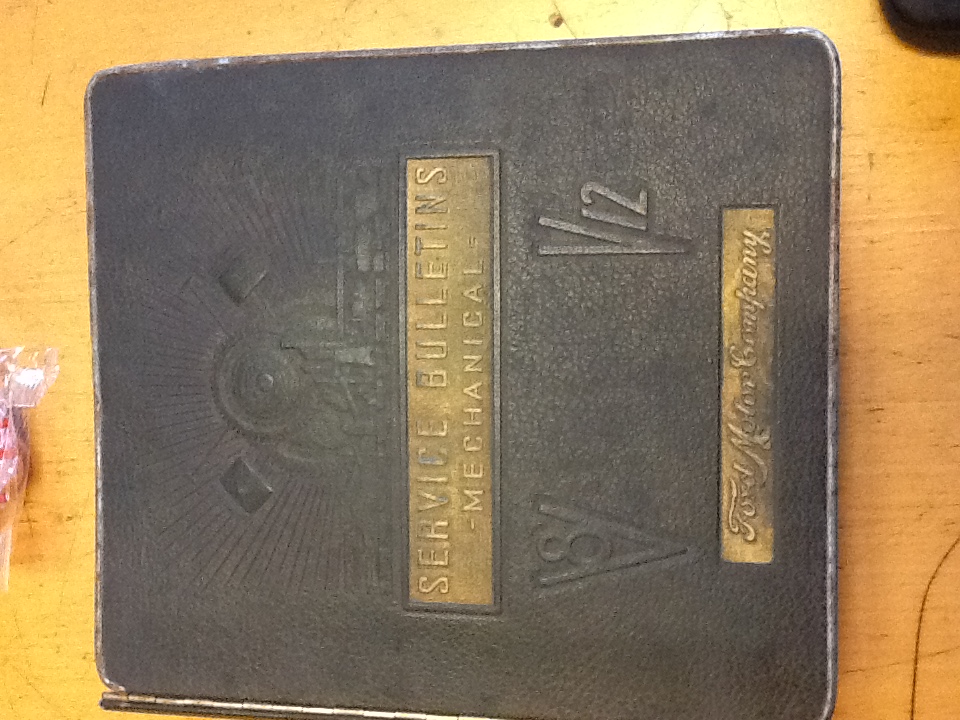 SERVICE BULLETINS
-MECHANICAL-
V8 V12
Ford Motor Company